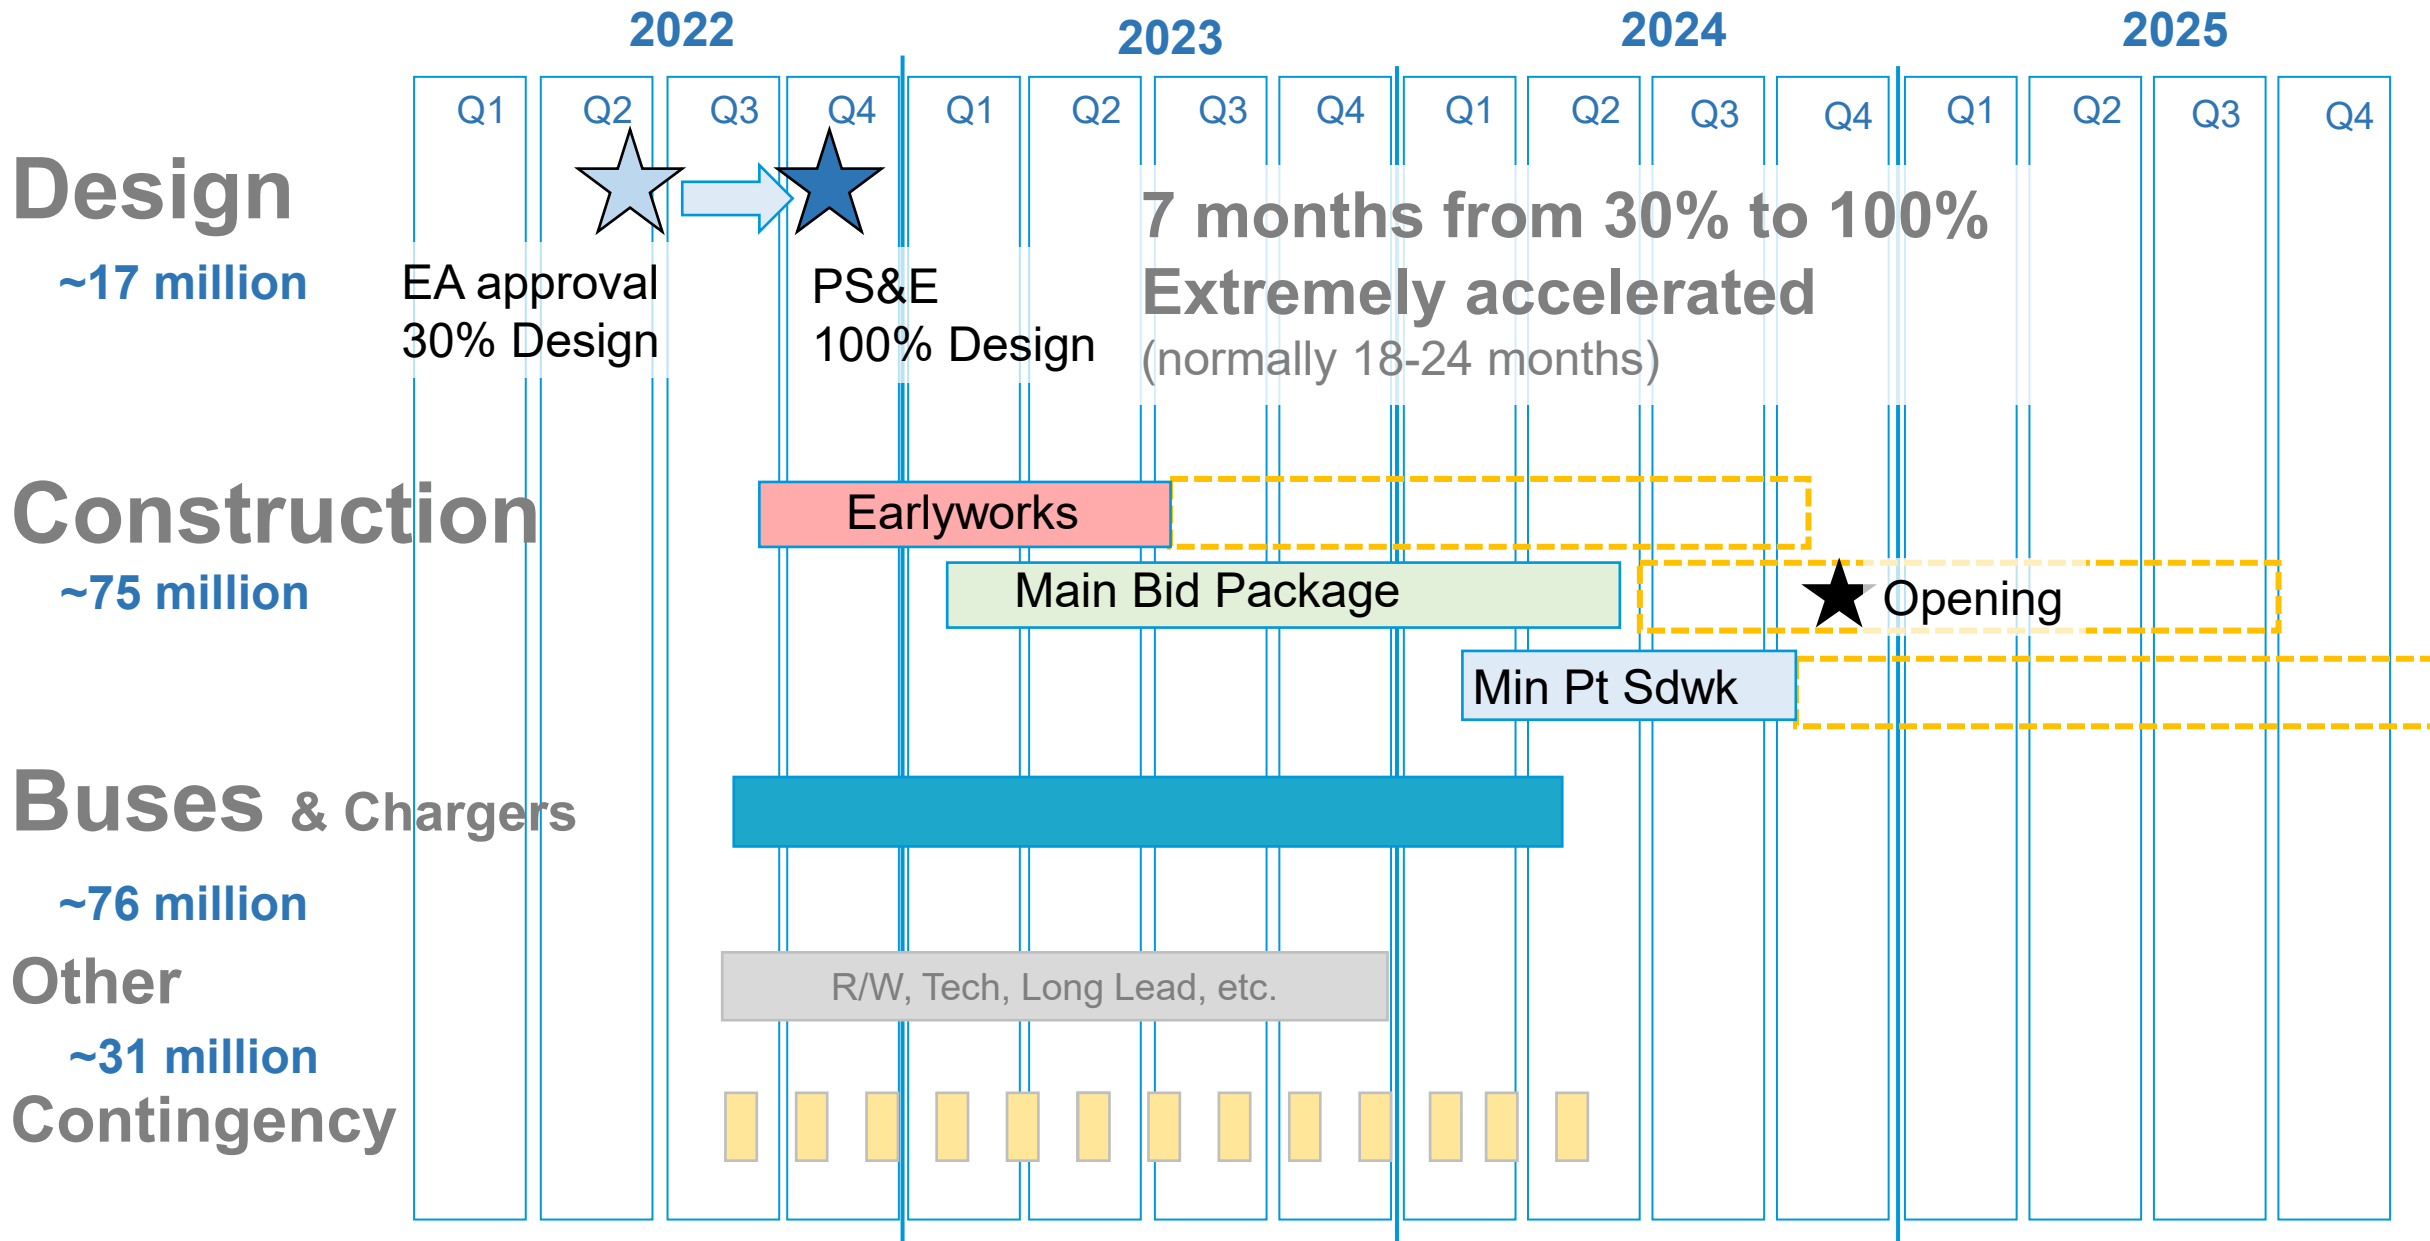 2022 2023 2024 2025
Q1 Q2 Q3 Q4 Q1 Q2 Q3 Q4 Q1 Q2 Q3 Q4 Q1 Q2 Q3 Q4
Design
~17 million
EA approval
30% Design
PS&E
100% Design
7 months from 30% to 100%
Extremely accelerated
(normally 18-24 months)
Construction
~75 million
Earlyworks
Main Bid Package
Opening
Min Pt Sdwk
Buses & Chargers
~76 million
Other
R/W, Tech, Long Lead, etc.
~31 million
Contingency